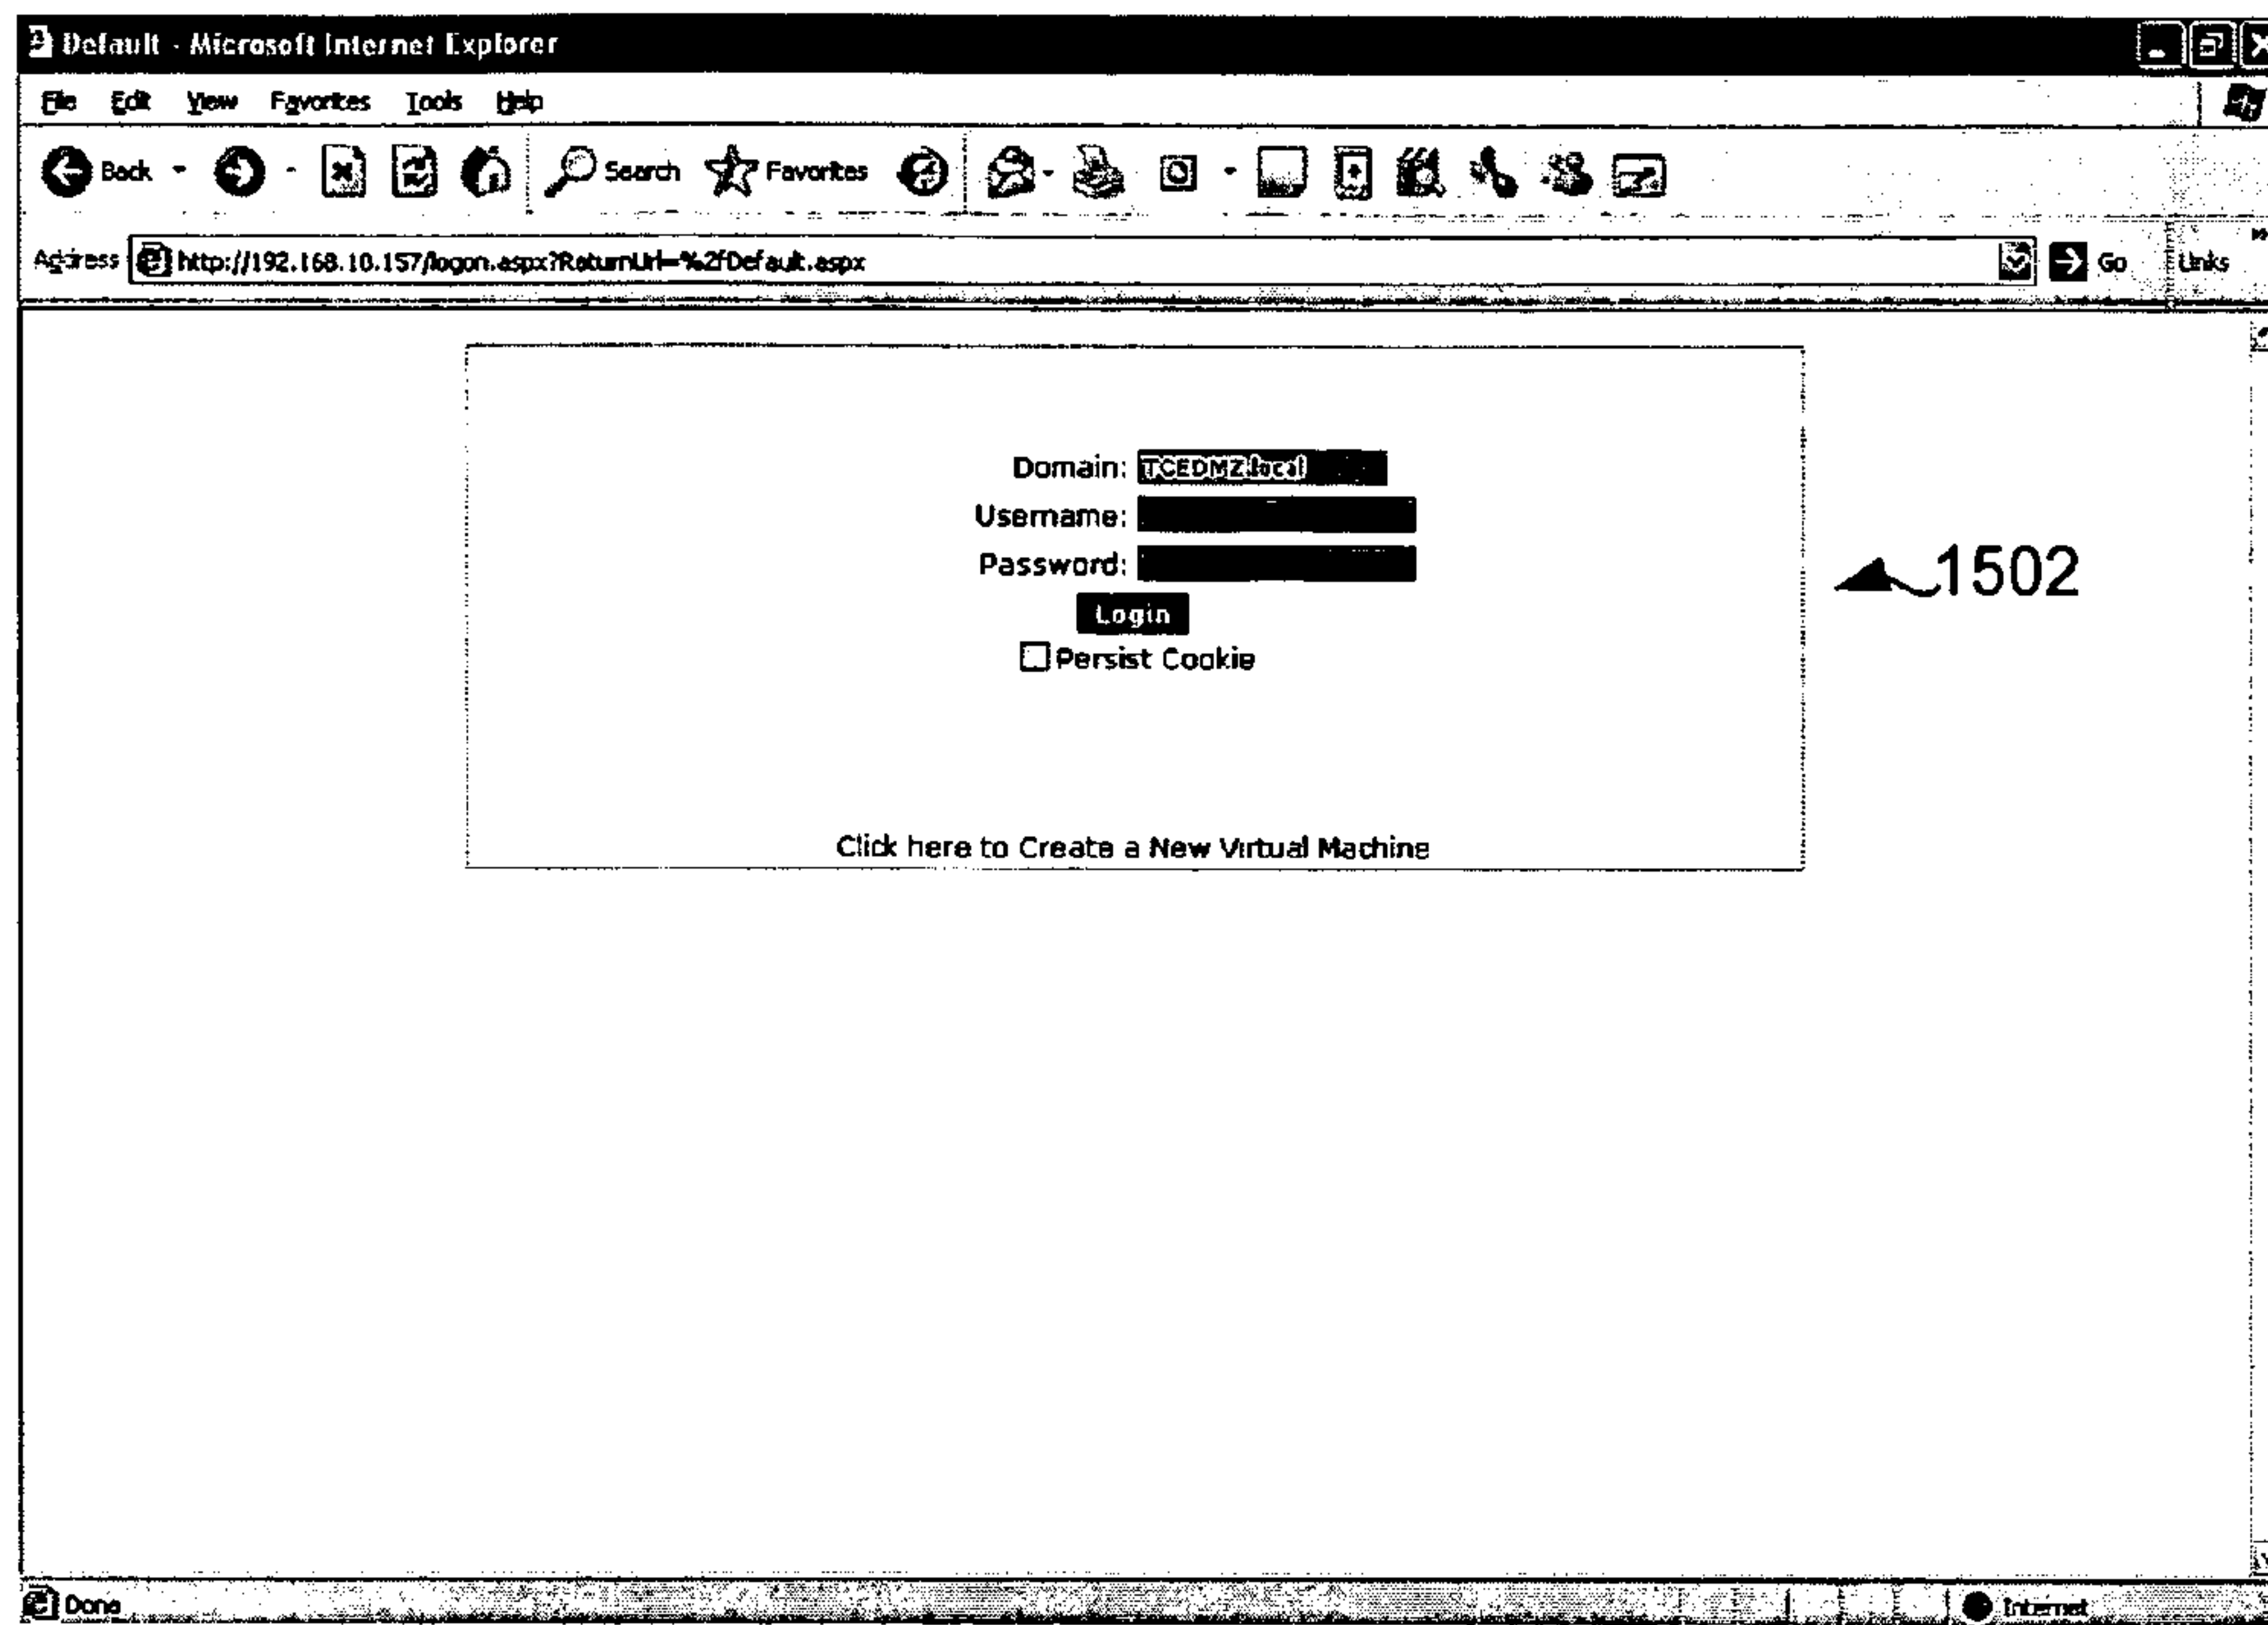 Default - Microsoft Internet Explorer
File Edit View Favorites Tools Help
Back Search Favorites
Address http://192.168.10.157/logon.aspx?ReturnUrl=%2fDefault.aspx Go Links
Domain: TCEDMZ.local
Username:
Password:
Login
Persist Cookie
1502
Click here to Create a New Virtual Machine
Done Internet